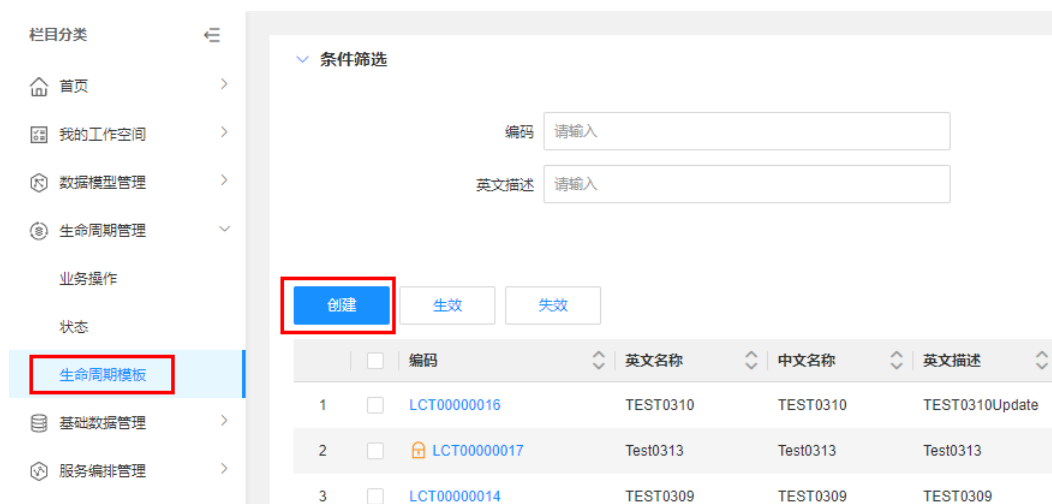 栏目分类
首页
我的工作空间
数据模型管理
生命周期管理
业务操作
状态
生命周期模板
基础数据管理
服务编排管理
条件筛选
编码 请输入
英文描述 请输入
创建 生效 失效
编码 英文名称 中文名称 英文描述
1 LCT00000016 TEST0310 TEST0310 TEST0310Update
2 LCT00000017 Test0313 Test0313 Test0313
3 LCT00000014 TEST0309 TEST0309 TEST0309